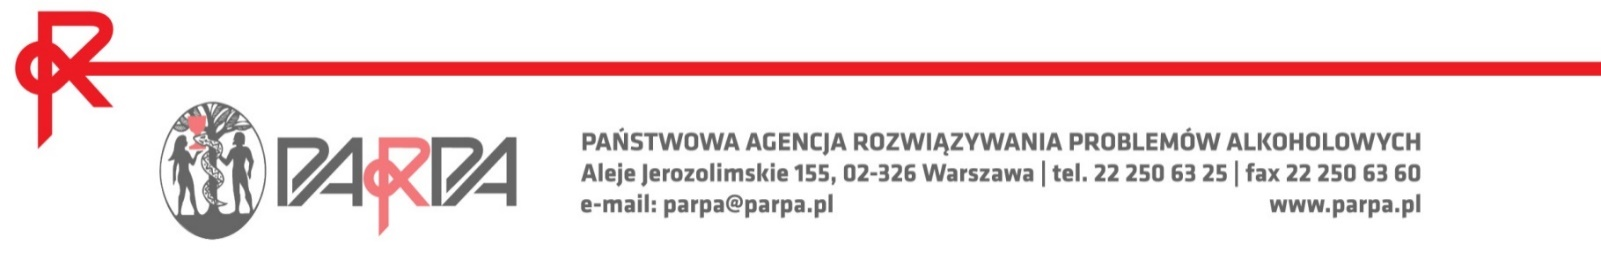 PARPA
PAŃSTWOWA AGENCJA ROZWIĄZYWANIA PROBLEMÓW ALKOHOLOWYCH
Aleje Jerozolimskie 155, 02-326 Warszawa | tel. 22 250 63 25 | fax 22 250 63 60
e-mail: parpa@parpa.pl www.parpa.pl